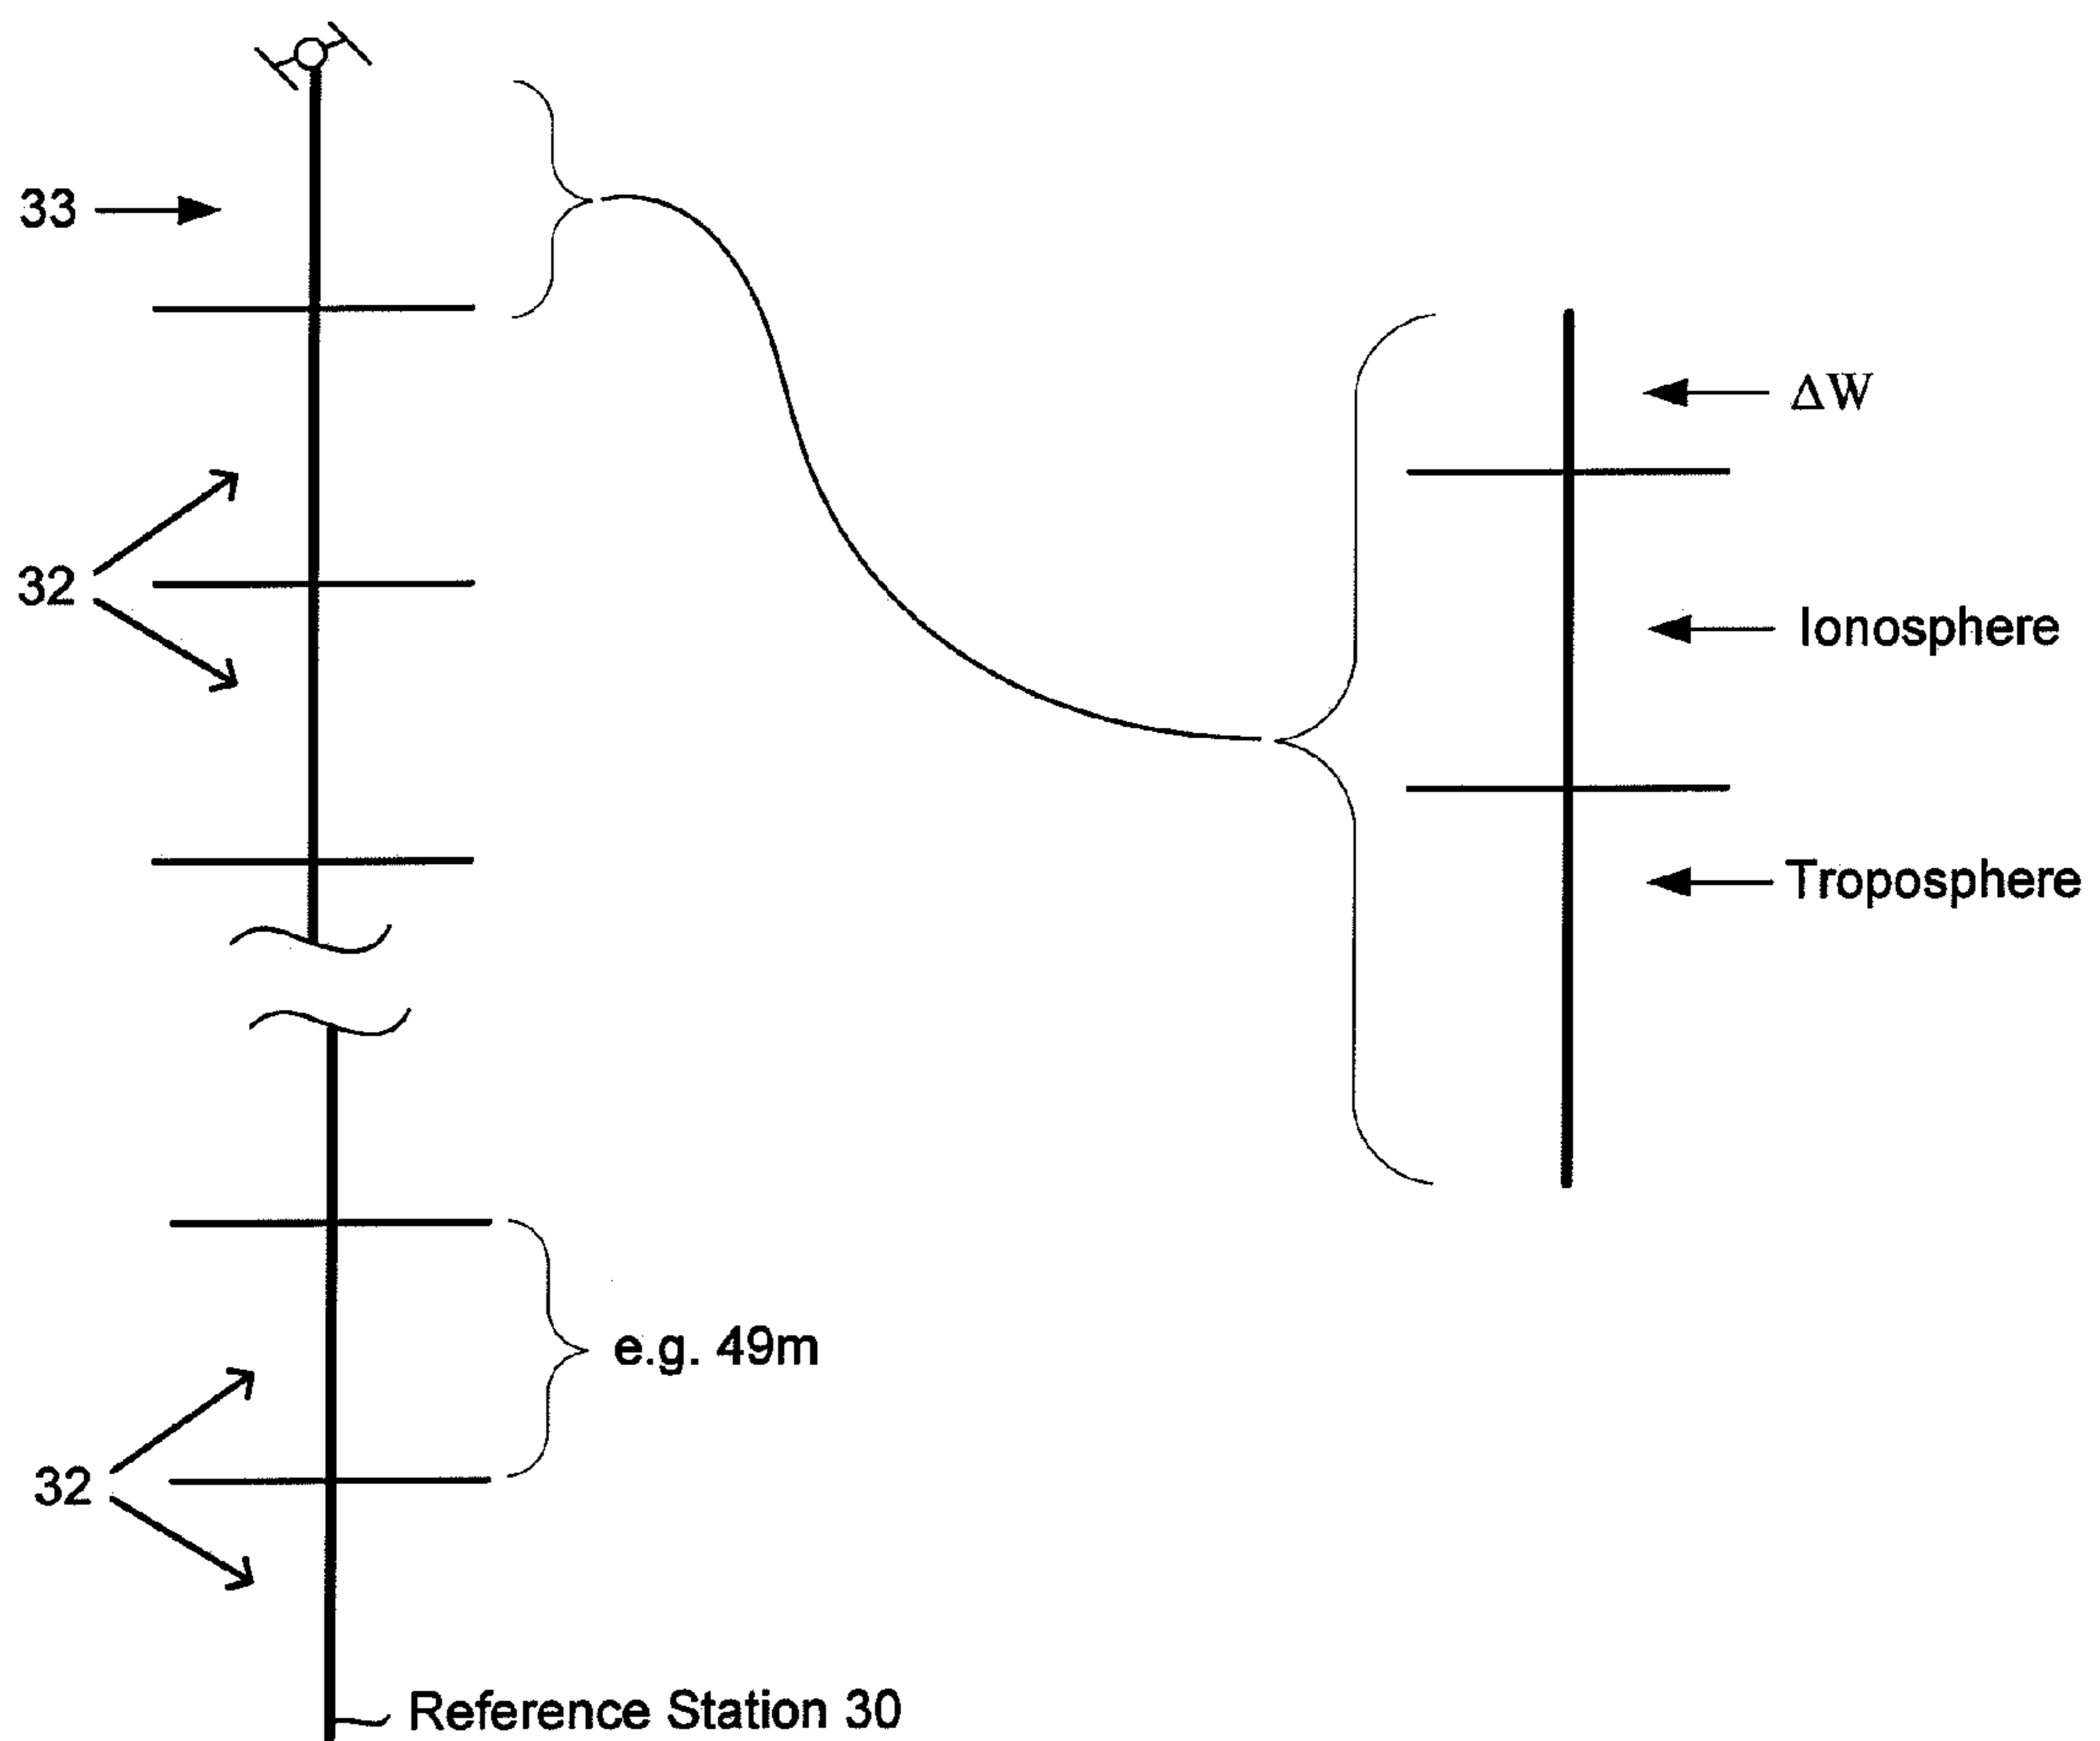 33
ΔW
32
Ionosphere
Troposphere
e.g. 49m
32
Reference Station 30